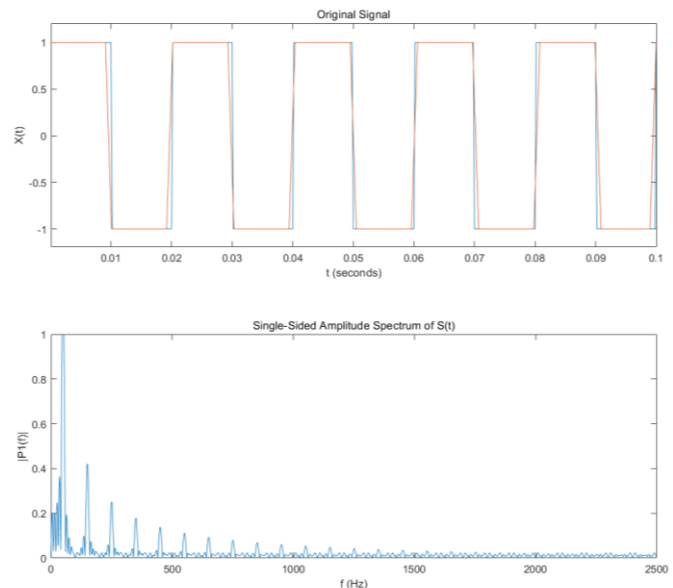 Original Signal
1
0.5
0
-0.5
-1
X(t)
0.01 0.02 0.03 0.04 0.05 0.06 0.07 0.08 0.09 0.1
t (seconds)
Single-Sided Amplitude Spectrum of S(t)
1
0.8
0.6
0.4
0.2
0
|P1(f)|
0 500 1000 1500 2000 2500
f (Hz)